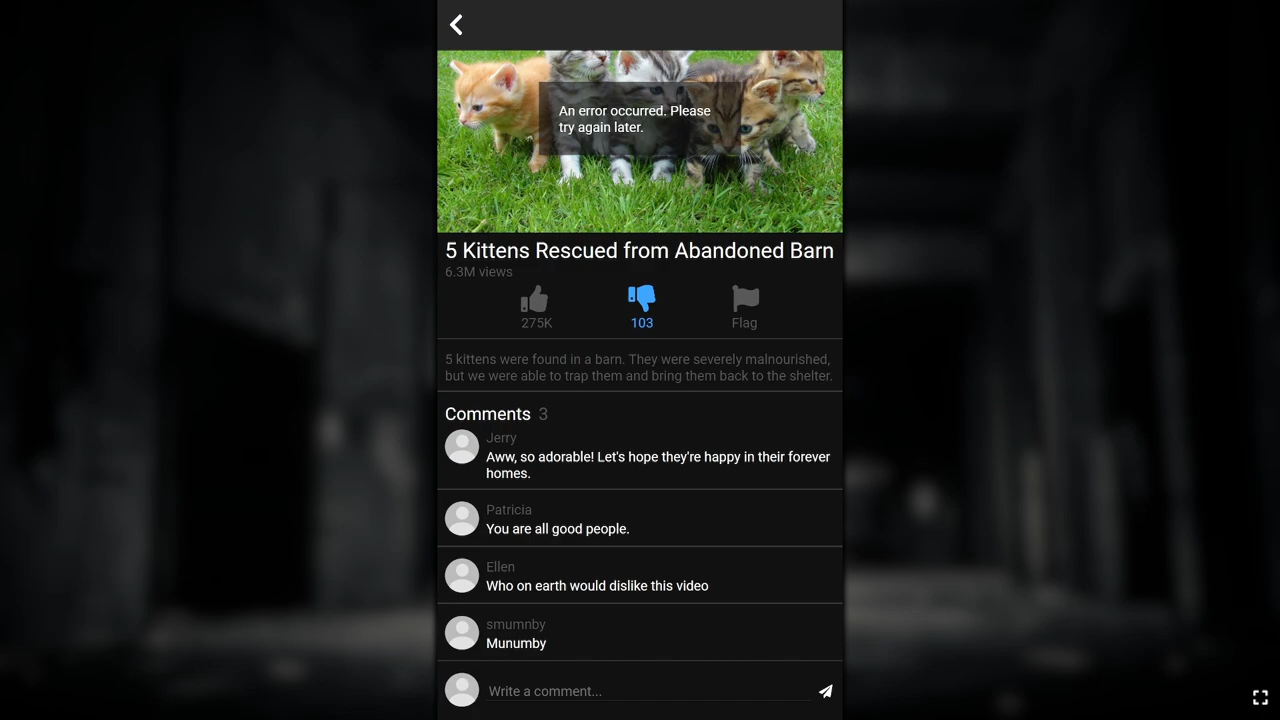 An error occurred. Please
try again later.
5 Kittens Rescued from Abandoned Barn
6.3M views
275K
103
Flag
5 kittens were found in a barn. They were severely malnourished,
but we were able to trap them and bring them back to the shelter.
Comments 3
Jerry
Aww, so adorable! Let's hope they're happy in their forever
homes.
Patricia
You are all good people.
Ellen
Who on earth would dislike this video
smumnby
Munumby
Write a comment...